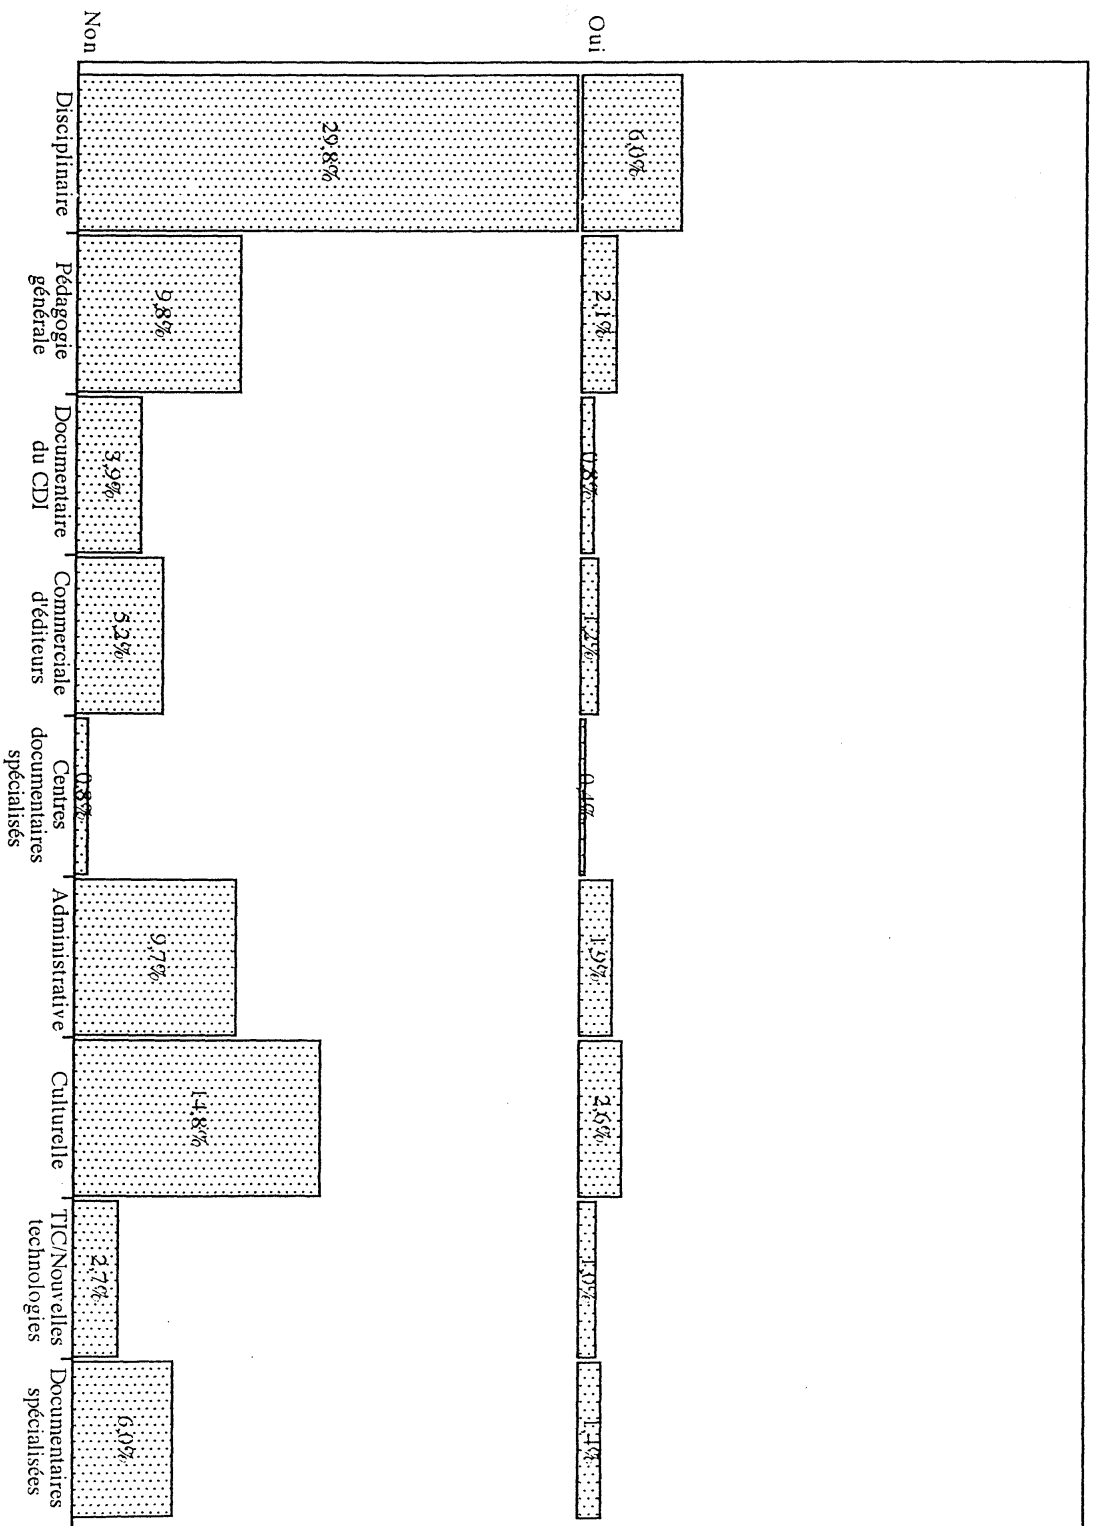 Oui
6,0%
2,1%
0,8%
1,2%
0,4%
1,9%
2,6%
1,0%
1,4%
Non
29,8%
9,8%
3,9%
5,2%
0,8%
9,7%
14,8%
2,7%
6,0%
Disciplinaire
Pédagogie
générale
Documentaire
du CDI
Commerciale
d'éditeurs
Centres
documentaires
spécialisés
Administrative
Culturelle
TIC/Nouvelles
technologies
Documentaires
spécialisées